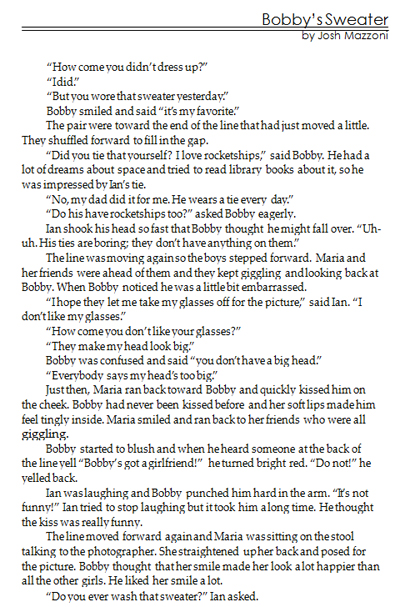 Bobby's Sweater
by Josh Mazzoni
"How come you didn't dress up?"
"I did."
"But you wore that sweater yesterday."
Bobby smiled and said "it's my favorite."
The pair were toward the end of the line that had just moved a little.
They shuffled forward to fill in the gap.
"Did you tie that yourself? I love rocketships," said Bobby. He had a
lot of dreams about space and tried to read library books about it, so he
was impressed by Ian's tie.
"No, my dad did it for me. He wears a tie every day."
"Do his have rocketships too?" asked Bobby eagerly.
Ian shook his head so fast that Bobby thought he might fall over. "Uh-
uh. His ties are boring; they don't have anything on them."
The line was moving again so the boys stepped forward. Maria and
her friends were ahead of them and they kept giggling and looking back at
Bobby. When Bobby noticed he was a little bit embarrassed.
"I hope they let me take my glasses off for the picture," said Ian. "I
don't like my glasses."
"How come you don't like your glasses?"
"They make my head look big."
Bobby was confused and said "you don't have a big head."
"Everybody says my head's too big."
Just then, Maria ran back toward Bobby and quickly kissed him on
the cheek. Bobby had never been kissed before and her soft lips made him
feel tingly inside. Maria smiled and ran back to her friends who were all
giggling.
Bobby started to blush and when he heard someone at the back of
the line yell "Bobby's got a girlfriend!" he turned bright red. "Do not!" he
yelled back.
Ian was laughing and Bobby punched him hard in the arm. "It's not
funny!" Ian tried to stop laughing but it took him a long time. He thought
the kiss was really funny.
The line moved forward again and Maria was sitting on the stool
talking to the photographer. She straightened up her back and posed for
the picture. Bobby thought that her smile made her look a lot happier than
all the other girls. He liked her smile a lot.
"Do you ever wash that sweater?" Ian asked.